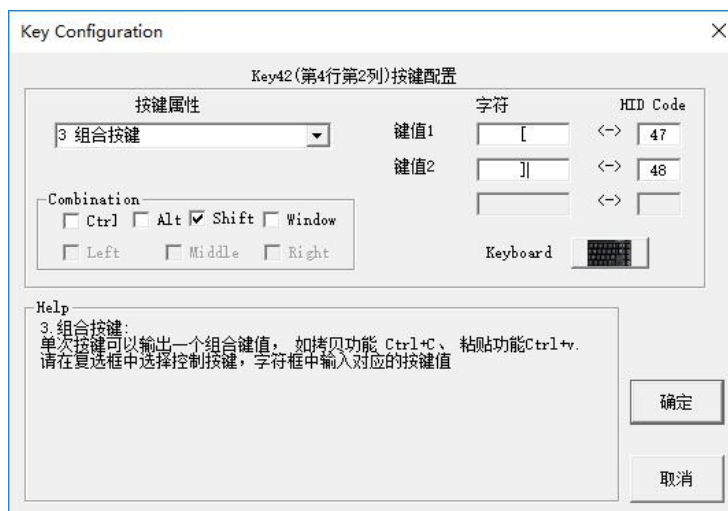 Key Configuration
Key42(第4行第2列)按键配置
按键属性 字符 HID Code
3 组合按键 键值1 [ <-> 47
键值2 ] <-> 48
<->
Combination
Ctrl Alt Shift Window
Left Middle Right
Keyboard
Help
3.组合按键:
单次按键可以输出一个组合键值, 如拷贝功能 Ctrl+C、 粘贴功能Ctrl+v.
请在复选框中选择控制按键,字符框中输入对应的按键值
确定
取消